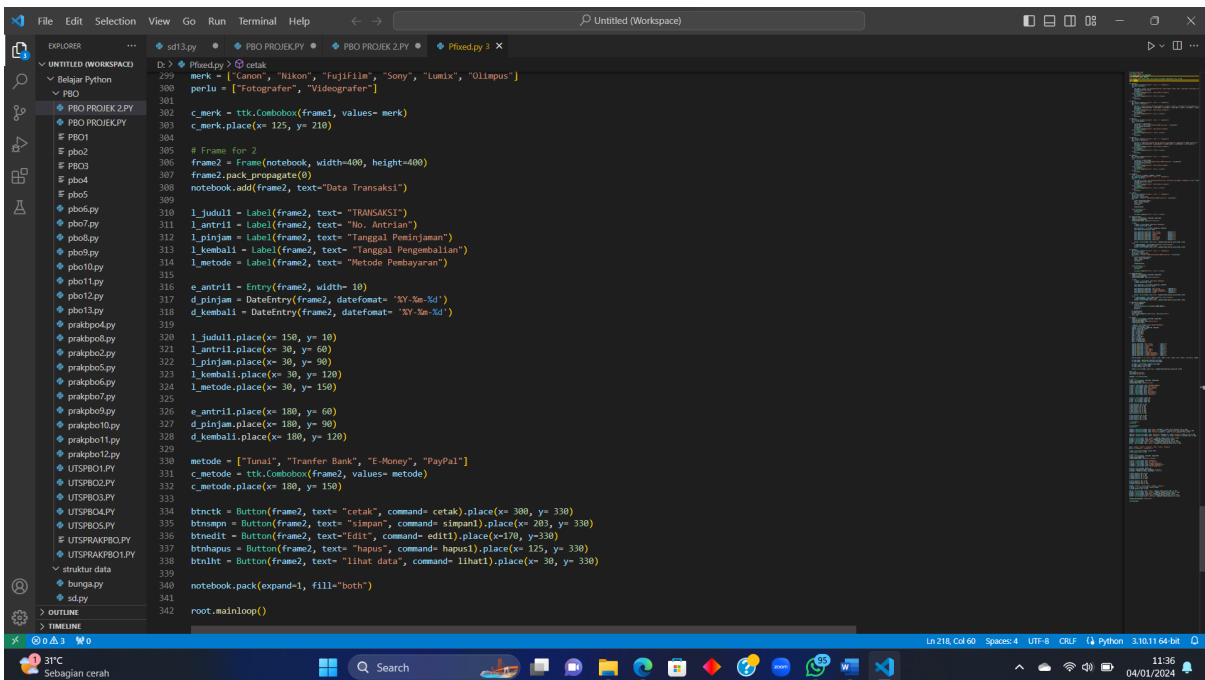 File Edit Selection View Go Run Terminal Help
Untitled (Workspace)
EXPLORER
sd13.py
PBO PROJEK.PY
PBO PROJEK 2.PY
Pfixed.py 3
UNTITLED (WORKSPACE)
D: > Pfixed.py > cetak
Belajar Python
PBO
PBO PROJEK 2.PY
PBO PROJEK.PY
PBO1
pbo2
PBO3
pbo4
pbo5
pbo6.py
pbo7.py
pbo8.py
pbo9.py
pbo10.py
pbo11.py
pbo12.py
pbo13.py
prakbpo4.py
prakbpo8.py
prakpbo2.py
prakpbo5.py
prakpbo6.py
prakpbo7.py
prakpbo9.py
prakpbo10.py
prakpbo11.py
prakpbo12.py
UTSPBO1.PY
UTSPBO2.PY
UTSPBO3.PY
UTSPBO4.PY
UTSPBO5.PY
UTSPRAKPBO,PY
UTSPRAKPBO1.PY
struktur data
bunga.py
sd.py
OUTLINE
TIMELINE
299 merk = ["Canon", "Nikon", "FujiFilm", "Sony", "Lumix", "Olimpus"]
300 perlu = ["Fotografer", "Videografer"]
301
302 c_merk = ttk.Combobox(frame1, values= merk)
303 c_merk.place(x= 125, y= 210)
304
305 # Frame for 2
306 frame2 = Frame(notebook, width=400, height=400)
307 frame2.pack_propagate(0)
308 notebook.add(frame2, text="Data Transaksi")
309
310 l_judul1 = Label(frame2, text= "TRANSAKSI")
311 l_antri1 = Label(frame2, text= "No. Antrian")
312 l_pinjam = Label(frame2, text= "Tanggal Peminjaman")
313 l_kembali = Label(frame2, text= "Tanggal Pengembalian")
314 l_metode = Label(frame2, text= "Metode Pembayaran")
315
316 e_antri1 = Entry(frame2, width= 10)
317 d_pinjam = DateEntry(frame2, datefomat= '%Y-%m-%d')
318 d_kembali = DateEntry(frame2, datefomat= '%Y-%m-%d')
319
320 l_judul1.place(x= 150, y= 10)
321 l_antri1.place(x= 30, y= 60)
322 l_pinjam.place(x= 30, y= 90)
323 l_kembali.place(x= 30, y= 120)
324 l_metode.place(x= 30, y= 150)
325
326 e_antri1.place(x= 180, y= 60)
327 d_pinjam.place(x= 180, y= 90)
328 d_kembali.place(x= 180, y= 120)
329
330 metode = ["Tunai", "Tranfer Bank", "E-Money", "PayPal"]
331 c_metode = ttk.Combobox(frame2, values= metode)
332 c_metode.place(x= 180, y= 150)
333
334 btnctk = Button(frame2, text= "cetak", command= cetak).place(x= 300, y= 330)
335 btnsmpn = Button(frame2, text= "simpan", command= simpan1).place(x= 203, y= 330)
336 btnedit = Button(frame2, text="Edit", command= edit1).place(x=170, y=330)
337 btnhapus = Button(frame2, text= "hapus", command= hapus1).place(x= 125, y= 330)
338 btnlht = Button(frame2, text= "lihat data", command= lihat1).place(x= 30, y= 330)
339
340 notebook.pack(expand=1, fill="both")
341
342 root.mainloop()
0 3 0
Ln 218, Col 60 Spaces: 4 UTF-8 CRLF Python 3.10.11 64-bit
1
31°C
Sebagian cerah
Search
zoom
95
11:36
04/01/2024